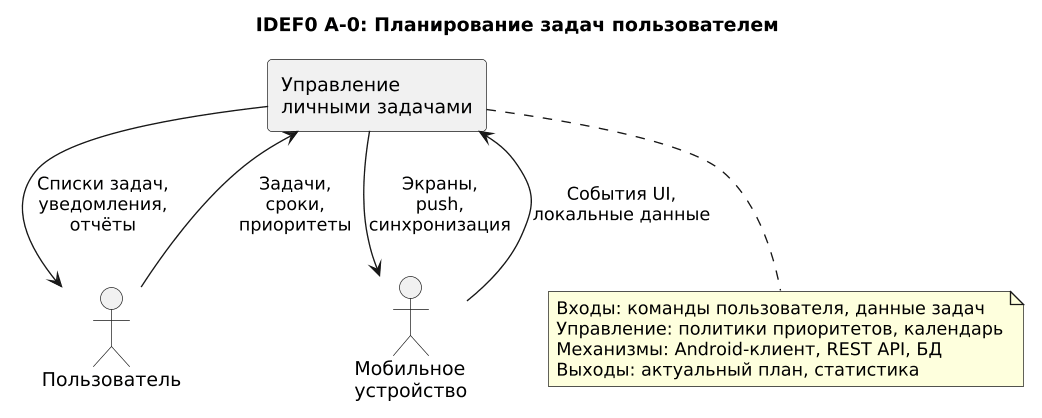 IDEF0 A-0: Планирование задач пользователем
Управление
личными задачами
Списки задач,
уведомления,
отчёты
Задачи,
сроки,
приоритеты
Экраны,
push,
синхронизация
События UI,
локальные данные
Пользователь
Мобильное
устройство
Входы: команды пользователя, данные задач
Управление: политики приоритетов, календарь
Механизмы: Android-клиент, REST API, БД
Выходы: актуальный план, статистика